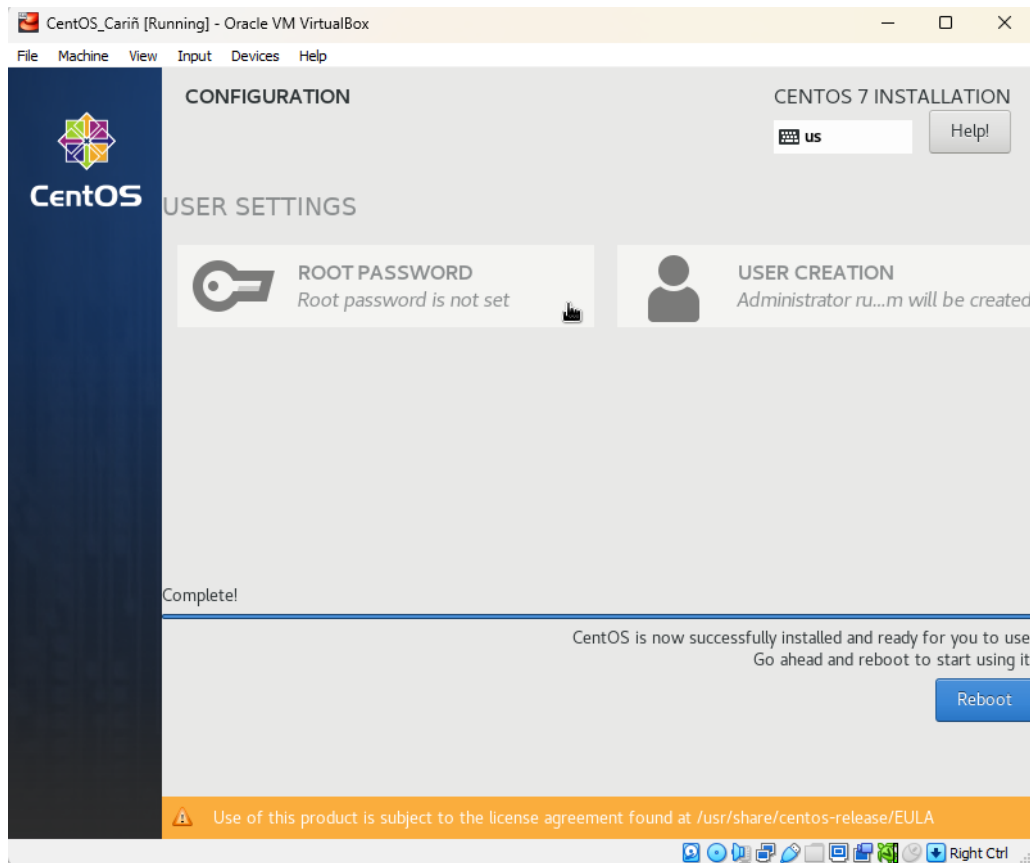 CentOS_Cariñ [Running] - Oracle VM VirtualBox
File Machine View Input Devices Help
CentOS
CONFIGURATION
CENTOS 7 INSTALLATION
us
Help!
USER SETTINGS
ROOT PASSWORD
Root password is not set
USER CREATION
Administrator ru...m will be created
Complete!
CentOS is now successfully installed and ready for you to use
Go ahead and reboot to start using it
Reboot
Use of this product is subject to the license agreement found at /usr/share/centos-release/EULA
Right Ctrl